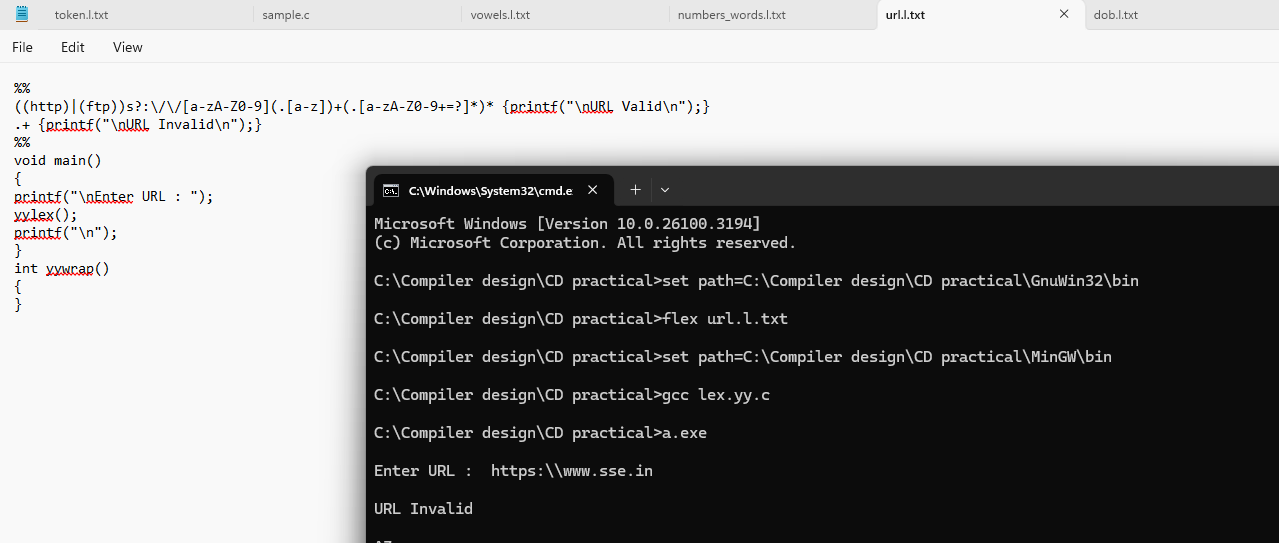 token.l.txt sample.c vowels.l.txt numbers_words.l.txt url.l.txt dob.l.txt
File Edit View
%%
((http)|(ftp))s?:\/\/[a-zA-Z0-9](.[a-z])+(.[a-zA-Z0-9+=?]*)* {printf("\nURL Valid\n");}
.+ {printf("\nURL Invalid\n");}
%%
void main()
{
printf("\nEnter URL : ");
yylex();
printf("\n");
}
int yywrap()
{
}
C:\Windows\System32\cmd.e
Microsoft Windows [Version 10.0.26100.3194]
(c) Microsoft Corporation. All rights reserved.
C:\Compiler design\CD practical>set path=C:\Compiler design\CD practical\GnuWin32\bin
C:\Compiler design\CD practical>flex url.l.txt
C:\Compiler design\CD practical>set path=C:\Compiler design\CD practical\MinGW\bin
C:\Compiler design\CD practical>gcc lex.yy.c
C:\Compiler design\CD practical>a.exe
Enter URL :  https:\\www.sse.in
URL Invalid